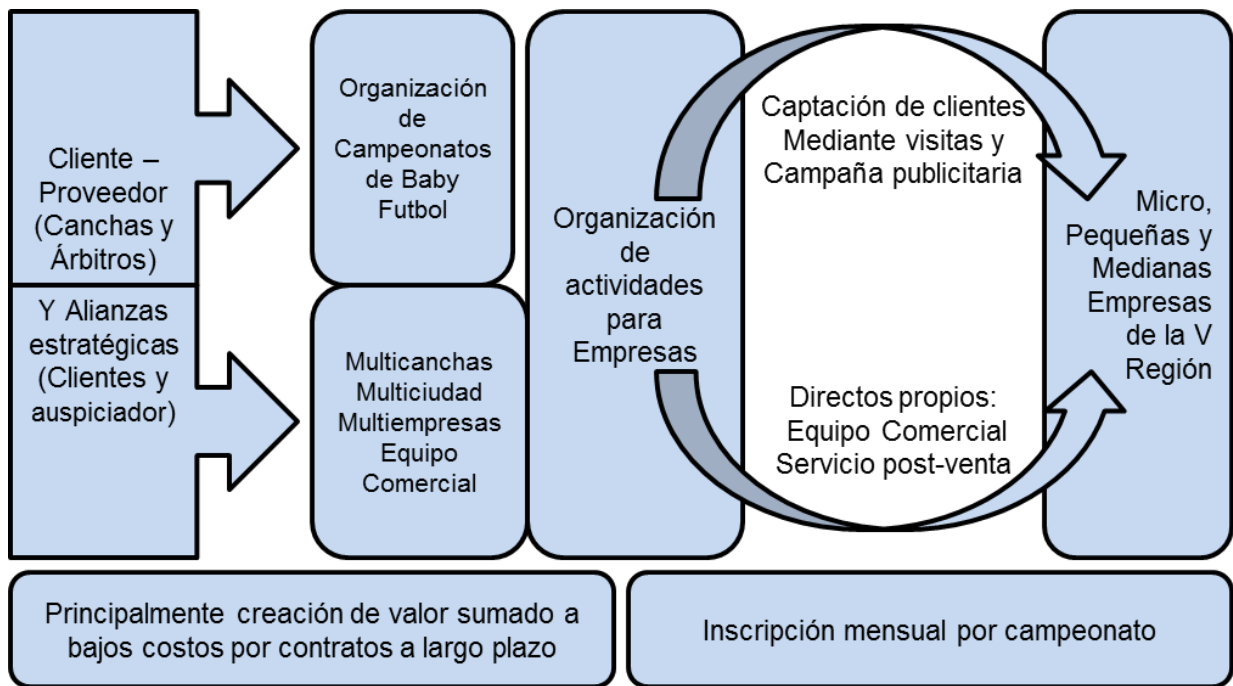 Cliente –
Proveedor
(Canchas y
Árbitros)
Y Alianzas
estratégicas
(Clientes y
auspiciador)
Organización
de
Campeonatos
de Baby
Futbol
Multicanchas
Multiciudad
Multiempresas
Equipo
Comercial
Organización
de
actividades
para
Empresas
Captación de clientes
Mediante visitas y
Campaña publicitaria
Directos propios:
Equipo Comercial
Servicio post-venta
Micro,
Pequeñas y
Medianas
Empresas
de la V
Región
Principalmente creación de valor sumado a
bajos costos por contratos a largo plazo
Inscripción mensual por campeonato